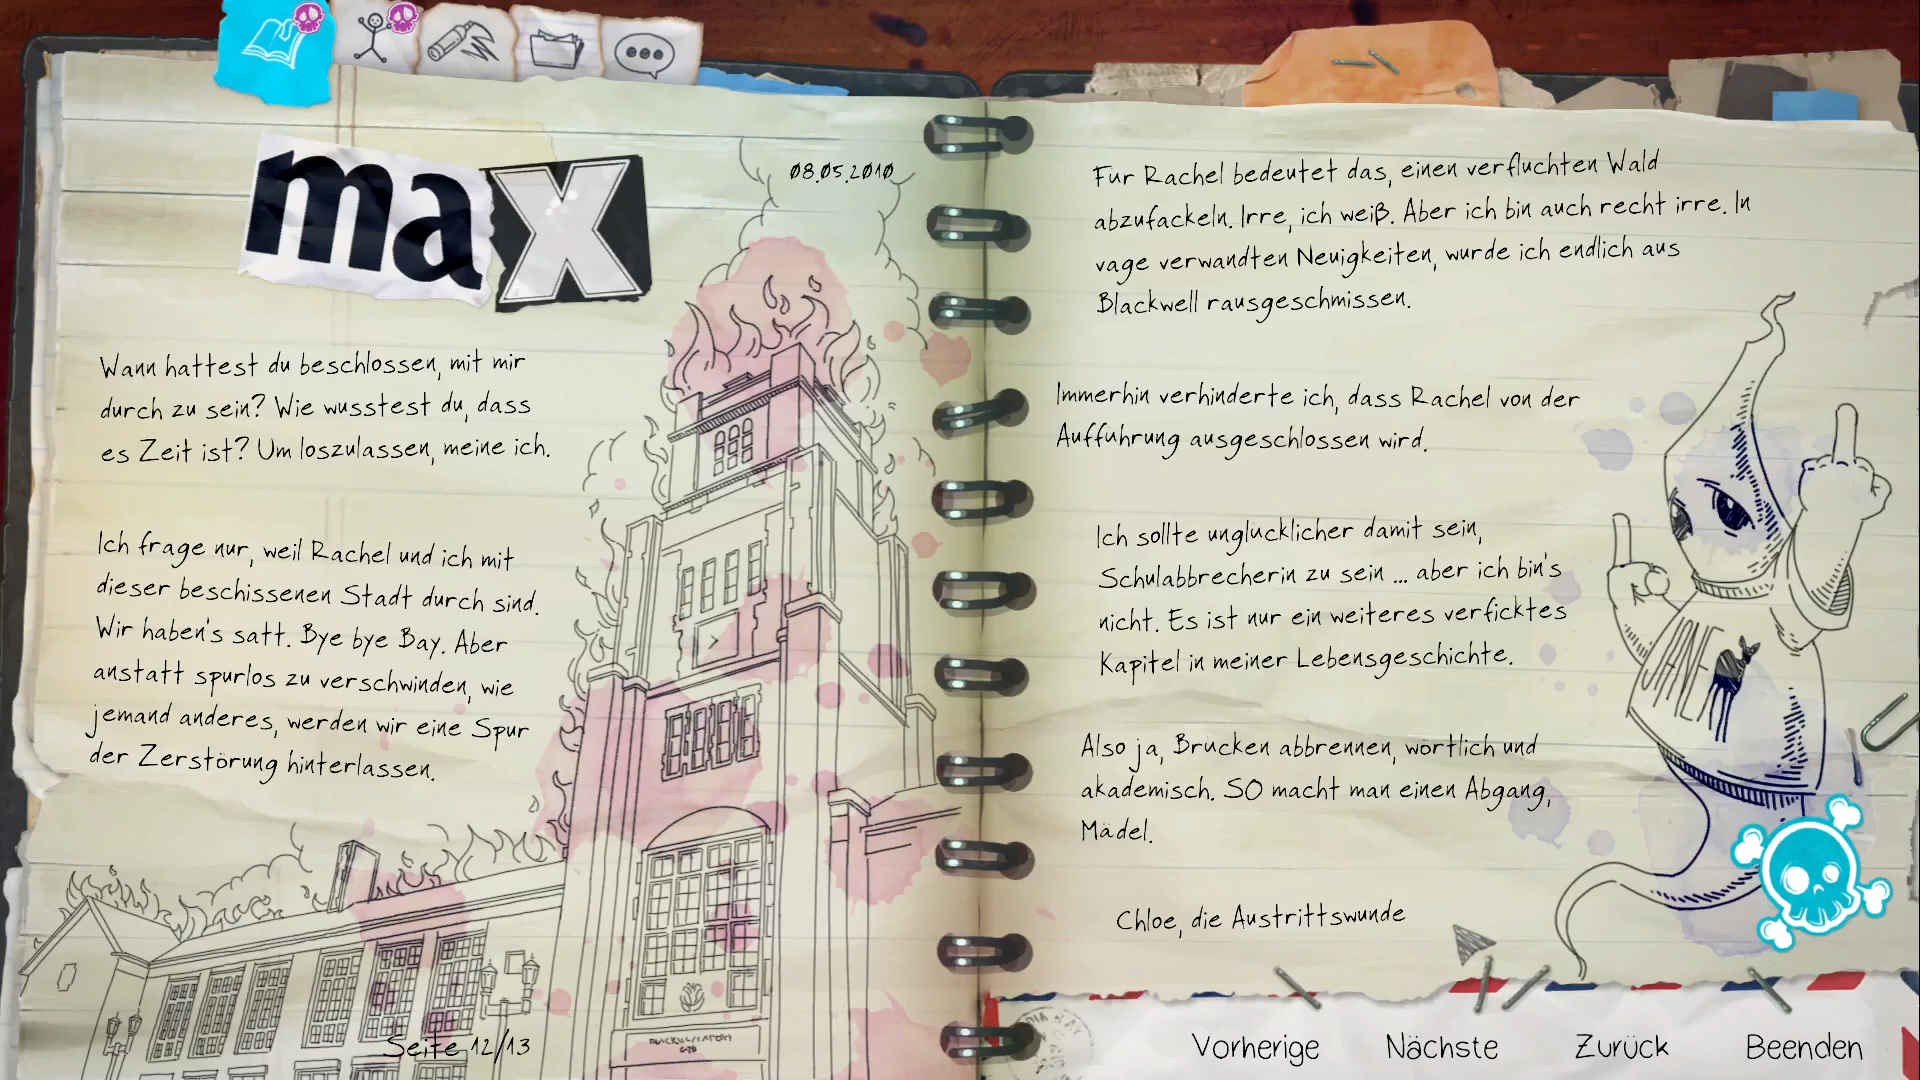 max
08.05.2010
Wann hattest du beschlossen, mit mir
durch zu sein? Wie wusstest du, dass
es Zeit ist? Um loszulassen, meine ich.
Ich frage nur, weil Rachel und ich mit
dieser beschissenen Stadt durch sind.
Wir haben's satt. Bye bye Bay. Aber
anstatt spurlos zu verschwinden, wie
jemand anderes, werden wir eine Spur
der Zerstörung hinterlassen.
Seite 12/13
Fur Rachel bedeutet das, einen verfluchten Wald
abzufackeln. Irre, ich weiß. Aber ich bin auch recht irre. In
vage verwandten Neuigkeiten, wurde ich endlich aus
Blackwell rausgeschmissen.
Immerhin verhinderte ich, dass Rachel von der
Auffuhrung ausgeschlossen wird.
Ich sollte unglucklicher damit sein,
Schulabbrecherin zu sein ... aber ich bin's
nicht. Es ist nur ein weiteres verficktes
Kapitel in meiner Lebensgeschichte.
Also ja, Brucken abbrennen, wortlich und
akademisch. SO macht man einen Abgang,
Mädel.
Chloe, die Austrittswunde
JANE
Vorherige
Nächste
Zurück
Beenden